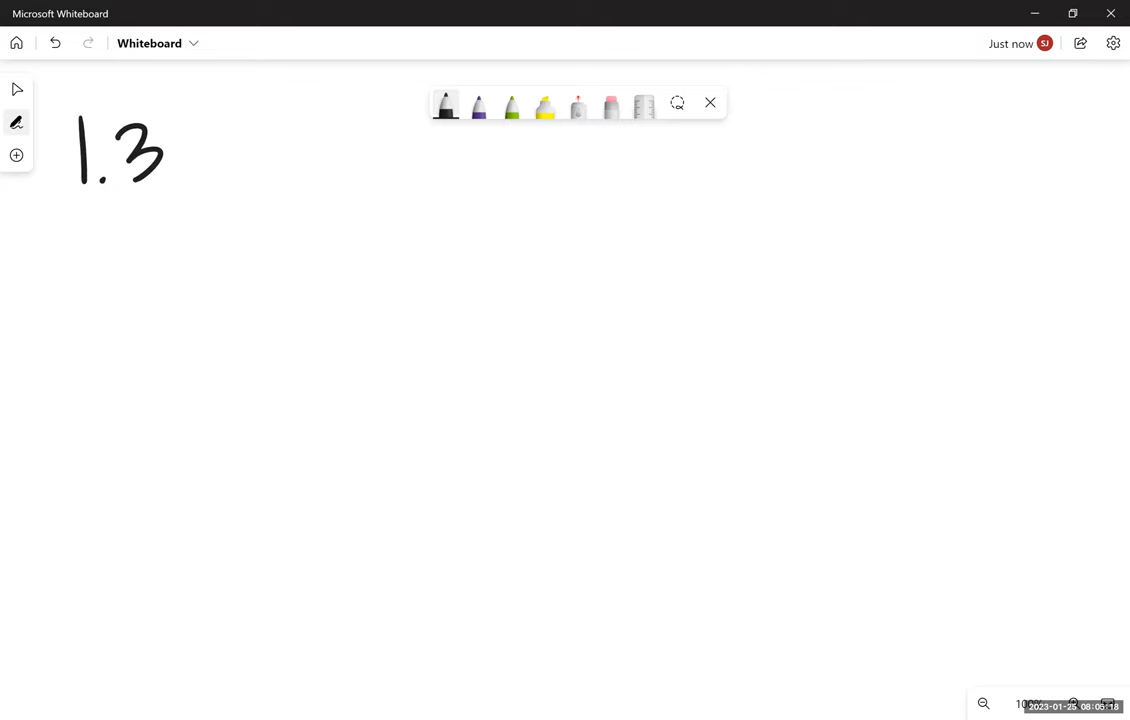 Microsoft Whiteboard
Whiteboard
Just now SJ
1.3
2023-01-25 08:05:18